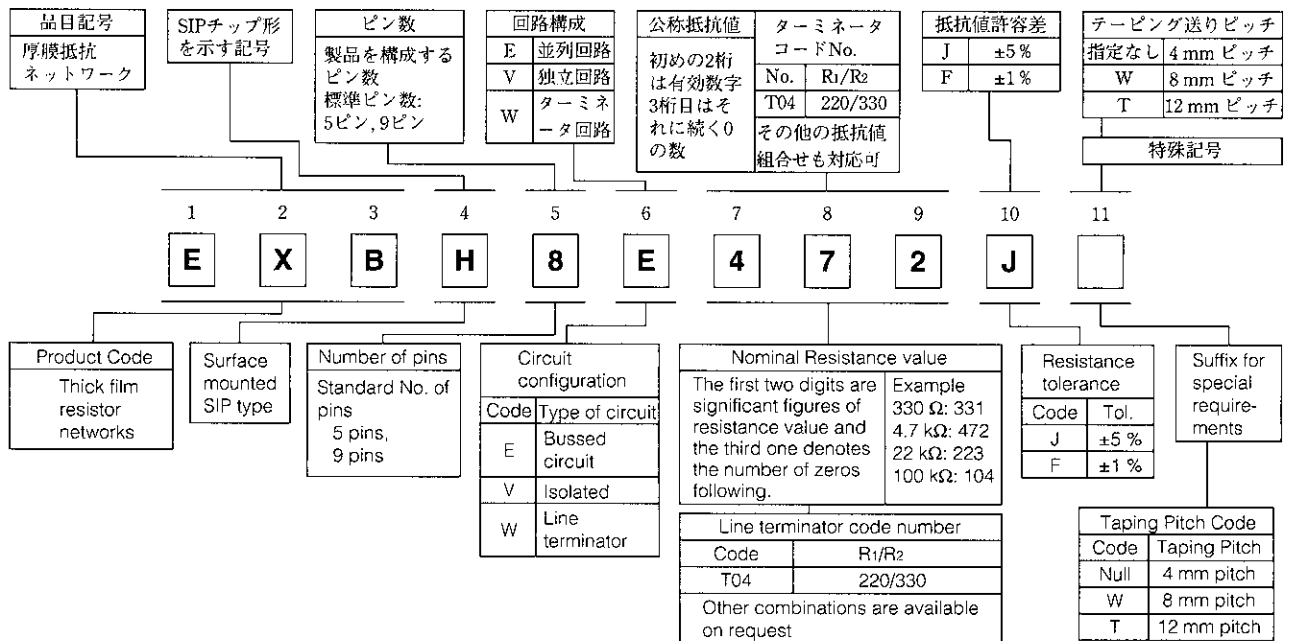 品目記号
厚膜抵抗
ネットワーク
SIPチップ形
を示す記号
ピン数
製品を構成する
ピン数
標準ピン数:
5ピン,9ピン
回路構成
E 並列回路
V 独立回路
W ターミネ
ータ回路
公称抵抗値
初めの2桁
は有効数字
3桁目はそ
れに続く0
の数
ターミネータ
コードNo.
No. R1/R2
T04 220/330
その他の抵抗値
組合せも対応可
抵抗値許容差
J ±5%
F ±1%
テーピング送りピッチ
指定なし 4 mm ピッチ
W 8 mm ピッチ
T 12 mm ピッチ
特殊記号
1 2 3 4 5 6 7 8 9 10 11
E X B H 8 E 4 7 2 J
Product Code
Thick film
resistor
networks
Surface
mounted
SIP type
Number of pins
Standard No. of
pins
5 pins,
9 pins
Circuit
configuration
Code Type of circuit
E Bussed
circuit
V Isolated
W Line
terminator
Nominal Resistance value
The first two digits are
significant figures of
resistance value and
the third one denotes
the number of zeros
following.
Example
330 Ω: 331
4.7 kΩ: 472
22 kΩ: 223
100 kΩ: 104
Line terminator code number
Code R1/R2
T04 220/330
Other combinations are available
on request
Resistance
tolerance
Code Tol.
J ±5 %
F ±1 %
Suffix for
special
require-
ments
Taping Pitch Code
Code Taping Pitch
Null 4 mm pitch
W 8 mm pitch
T 12 mm pitch